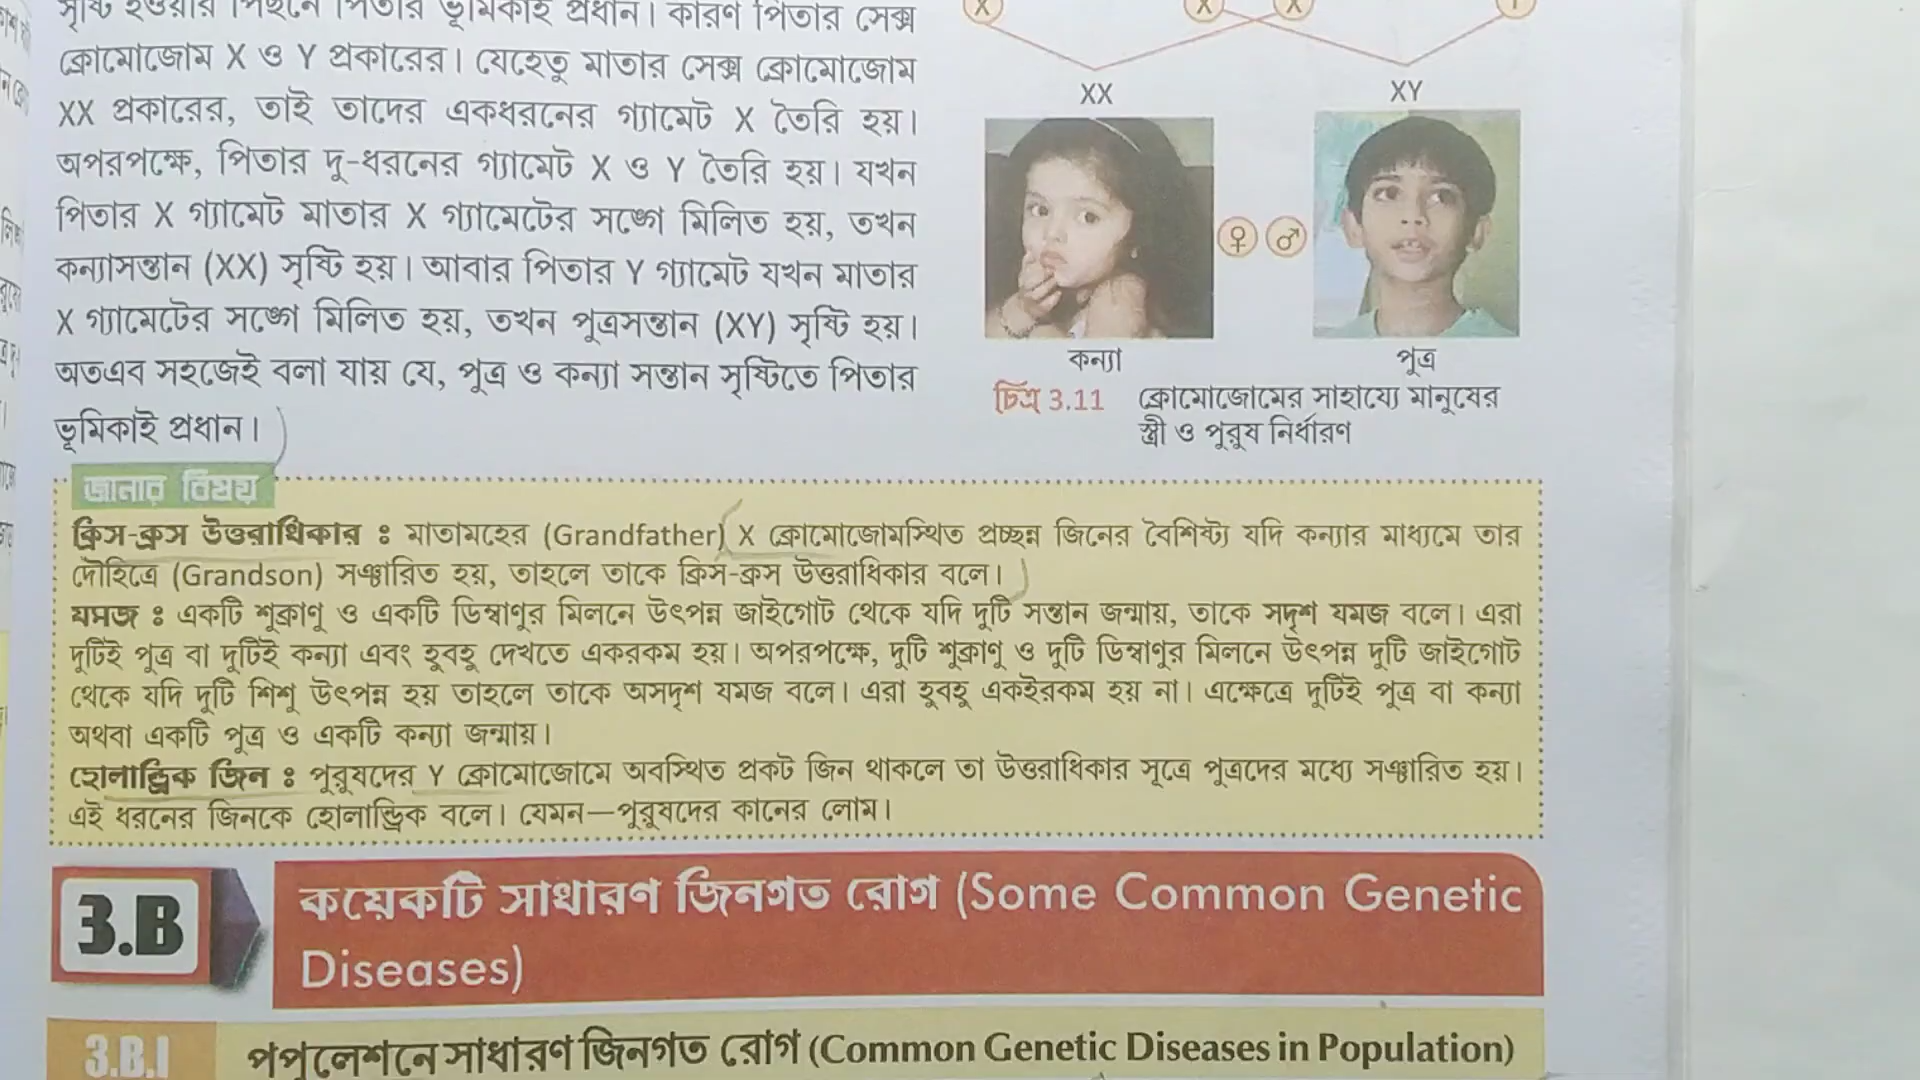 সৃষ্টি হওয়ার পিছনে পিতার ভূমিকাই প্রধান। কারণ পিতার সেক্স
ক্রোমোজোম X ও Y প্রকারের। যেহেতু মাতার সেক্স ক্রোমোজোম
XX প্রকারের, তাই তাদের একধরনের গ্যামেট X তৈরি হয়।
অপরপক্ষে, পিতার দু-ধরনের গ্যামেট X ও Y তৈরি হয়। যখন
পিতার X গ্যামেট মাতার X গ্যামেটের সঙ্গে মিলিত হয়, তখন
কন্যাসন্তান (XX) সৃষ্টি হয়। আবার পিতার Y গ্যামেট যখন মাতার
X গ্যামেটের সঙ্গে মিলিত হয়, তখন পুত্রসন্তান (XY) সৃষ্টি হয়।
অতএব সহজেই বলা যায় যে, পুত্র ও কন্যা সন্তান সৃষ্টিতে পিতার
ভূমিকাই প্রধান।
X X X Y
XX XY
♀ ♂
কন্যা পুত্র
চিত্র 3.11 ক্রোমোজোমের সাহায্যে মানুষের
স্ত্রী ও পুরুষ নির্ধারণ
জানার বিষয়
ক্রিস-ক্রস উত্তরাধিকার : মাতামহের (Grandfather) X ক্রোমোজোমস্থিত প্রচ্ছন্ন জিনের বৈশিষ্ট্য যদি কন্যার মাধ্যমে তার
দৌহিত্রে (Grandson) সঞ্চারিত হয়, তাহলে তাকে ক্রিস-ক্রস উত্তরাধিকার বলে।
যমজ : একটি শুক্রাণু ও একটি ডিম্বাণুর মিলনে উৎপন্ন জাইগোট থেকে যদি দুটি সন্তান জন্মায়, তাকে সদৃশ যমজ বলে। এরা
দুটিই পুত্র বা দুটিই কন্যা এবং হুবহু দেখতে একরকম হয়। অপরপক্ষে, দুটি শুক্রাণু ও দুটি ডিম্বাণুর মিলনে উৎপন্ন দুটি জাইগোট
থেকে যদি দুটি শিশু উৎপন্ন হয় তাহলে তাকে অসদৃশ যমজ বলে। এরা হুবহু একইরকম হয় না। এক্ষেত্রে দুটিই পুত্র বা কন্যা
অথবা একটি পুত্র ও একটি কন্যা জন্মায়।
হোলান্ড্রিক জিন : পুরুষদের Y ক্রোমোজোমে অবস্থিত প্রকট জিন থাকলে তা উত্তরাধিকার সূত্রে পুত্রদের মধ্যে সঞ্চারিত হয়।
এই ধরনের জিনকে হোলান্ড্রিক বলে। যেমন—পুরুষদের কানের লোম।
3.B কয়েকটি সাধারণ জিনগত রোগ (Some Common Genetic
Diseases)
3.B.1 পপুলেশনে সাধারণ জিনগত রোগ (Common Genetic Diseases in Population)